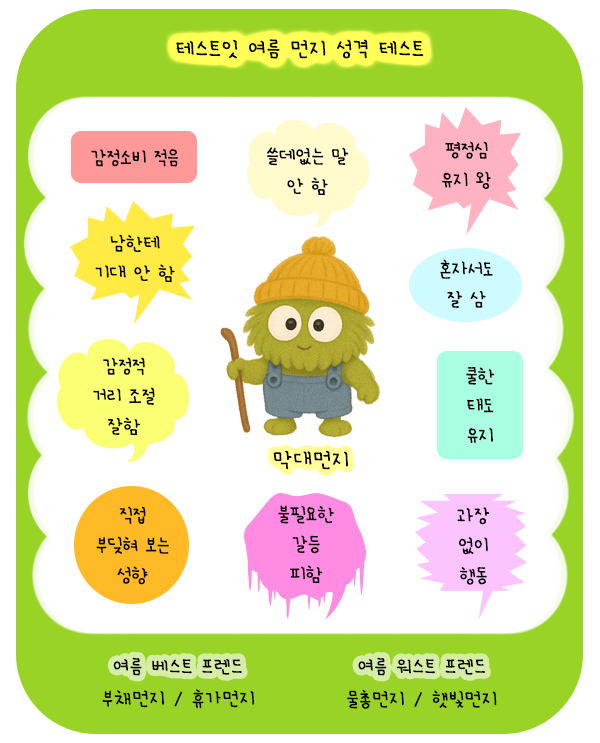 테스트잇 여름 먼지 성격 테스트
감정소비 적음
쓸데없는 말
안 함
평정심
유지 왕
남한테
기대 안 함
혼자서도
잘 삼
감정적
거리 조절
잘함
쿨한
태도
유지
막대먼지
직접
부딪혀 보는
성향
불필요한
갈등
피함
과장
없이
행동
여름 베스트 프렌드
부채먼지 / 휴가먼지
여름 워스트 프렌드
물총먼지 / 햇빛먼지